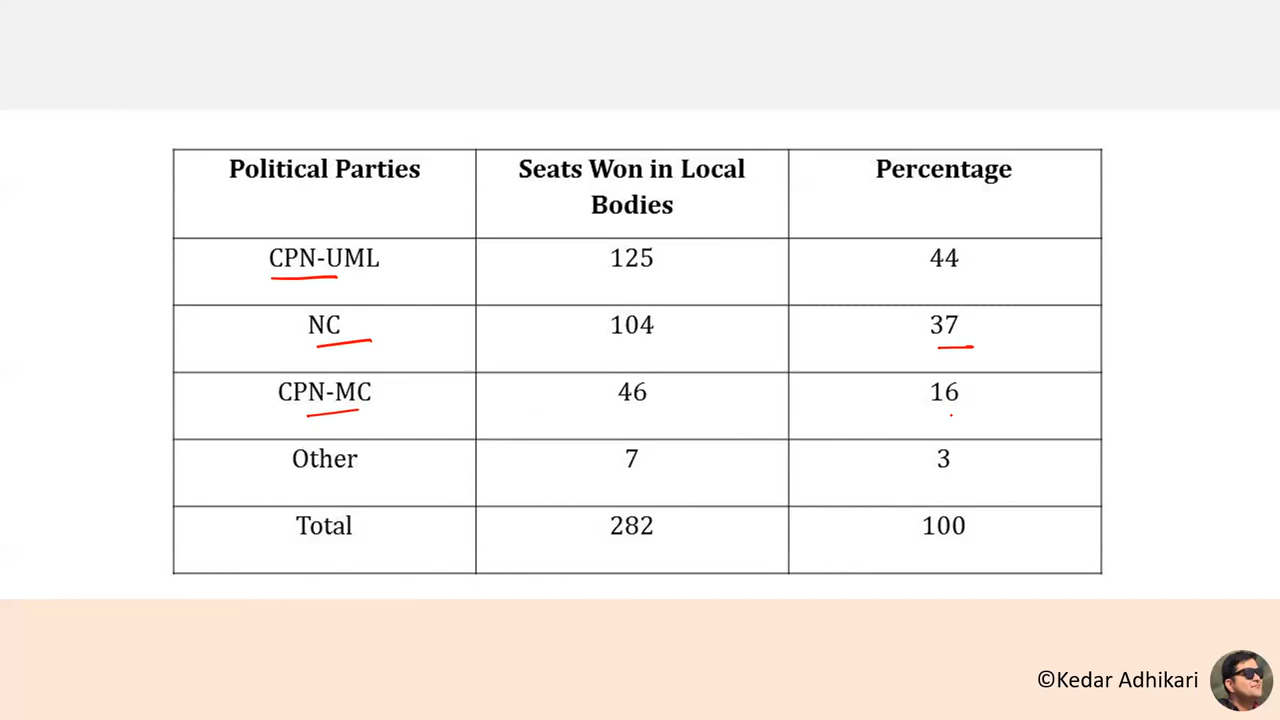 Political Parties Seats Won in Local Percentage
Bodies
CPN-UML 125 44
NC 104 37
CPN-MC 46 16
Other 7 3
Total 282 100
©Kedar Adhikari